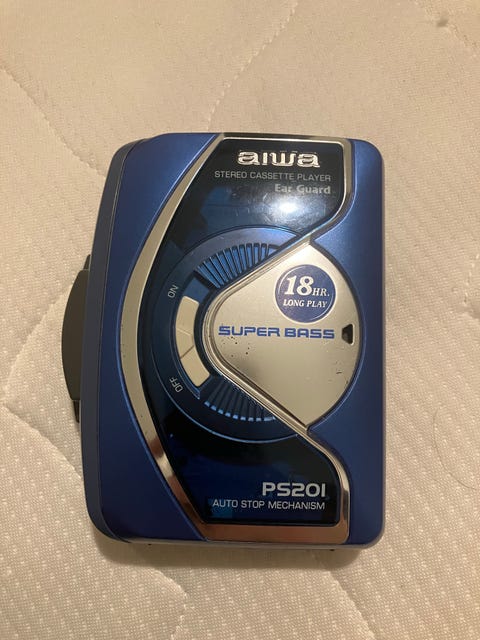 aiwa
STEREO CASSETTE PLAYER
Ear Guard
18HR.
LONG PLAY
ON
SUPER BASS
OFF
PS201
AUTO STOP MECHANISM